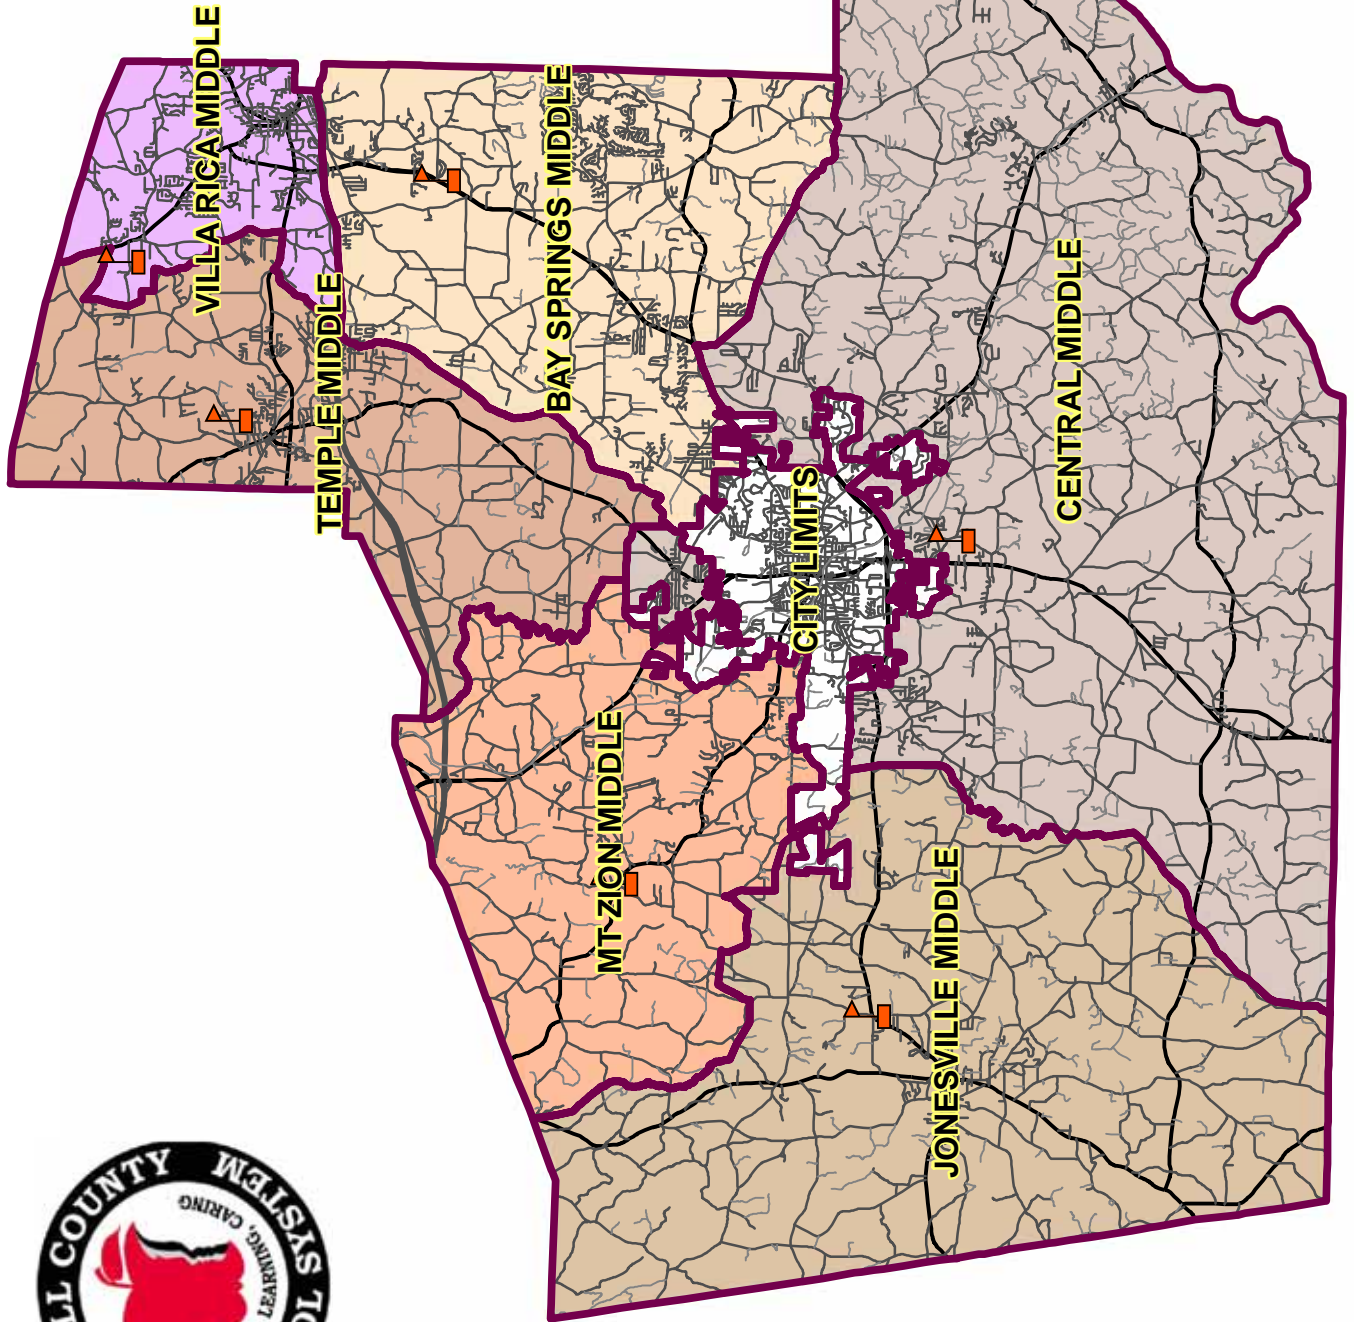 VILLA RICA MIDDLE
TEMPLE MIDDLE
BAY SPRINGS MIDDLE
CITY LIMITS
CENTRAL MIDDLE
MT ZION MIDDLE
JONESVILLE MIDDLE
LL COUNTY
SYSTEM
LEARNING, CARING